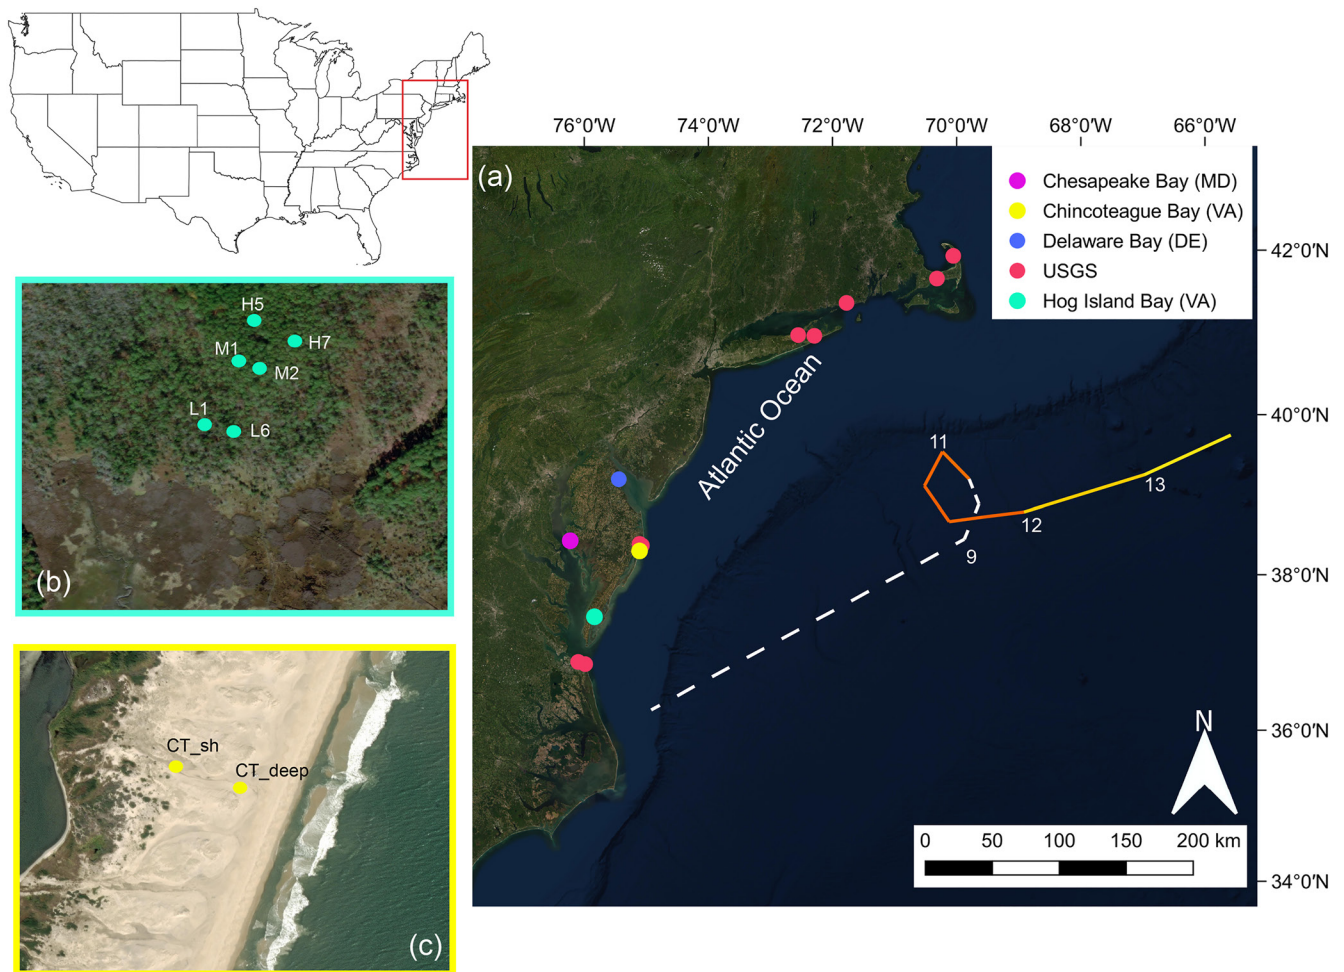 76°0′W 74°0′W 72°0′W 70°0′W 68°0′W 66°0′W
(a)
Chesapeake Bay (MD)
Chincoteague Bay (VA)
Delaware Bay (DE)
USGS
Hog Island Bay (VA)
42°0′N
40°0′N
38°0′N
36°0′N
34°0′N
Atlantic Ocean
11
13
12
9
N
0 50 100 150 200 km
H5
H7
M1
M2
L1
L6
(b)
CT_sh
CT_deep
(c)